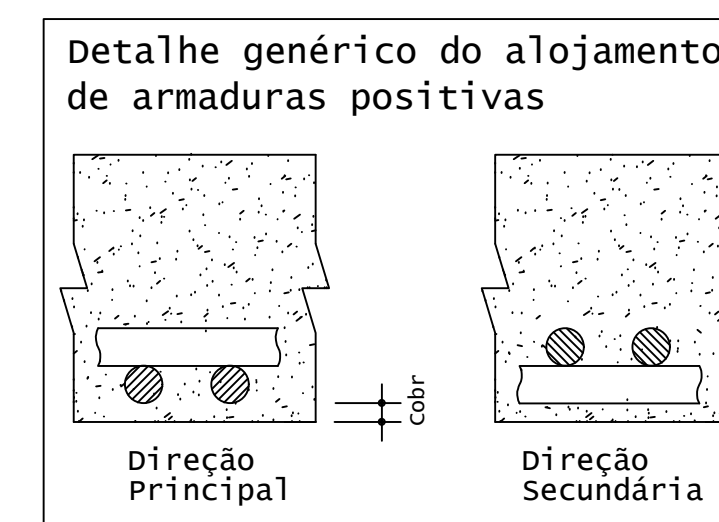 Detalhe genérico do alojamento
de armaduras positivas
Cobr
Direção
Principal
Direção
Secundária